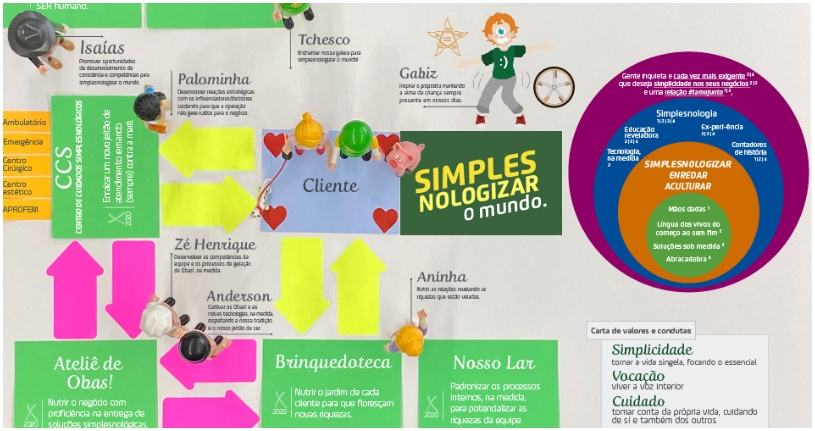 SER humano.
Isaías
Promover oportunidades
de desenvolvimento de
consciência e competências para
simplesnologizar o mundo.
Tchesco
Enxamear nossa galera para
simplesnologizar o mundo!
Palominha
Desenvolver relações estratégicas
com os influenciadores/decisores
cuidando para que a operação
não gere ruídos para o negócio.
Gabiz
Inspirar o propósito mantendo
a alma da criança sempre
presente em nossos dias.
Ambulatório
Emergência
Centro
Cirúrgico
Centro
estético
APROFEM
CCS
CENTRO DE CUIDADOS SIMPLESNOLÓGICOS
Enraizar um novo jeitão de
atendimento remando
(sempre) contra a maré.
X
2020
Cliente
SIMPLES
NOLOGIZAR
o mundo.
Gente inquieta e cada vez mais exigente 3|4
que deseja simplicidade nos seus negócios 2|3
e uma relação #tamojunto 1|2
Simplesnologia
1|2|3|4
Educação
reveladora
2|3|4
Ex-peri-ência
2|3|4
Tecnologia,
na medida
3
Contadores
de história
1|2|4
SIMPLESNOLOGIZAR
ENREDAR
ACULTURAR
Mãos dadas 1
Língua dos vivos do
começo ao sem fim 2
Soluções sob medida 3
Abracadabra 4
Zé Henrique
Desenvolver as competências da
equipe e os processos de geração
do Obas!, na medida.
Anderson
Cultivar os Obas! e as
novas tecnologias, na medida,
respeitando a nossa tradição
e o nosso jeitão de ser.
Aninha
Nutrir as relações revelando as
riquezas que estão veladas.
Ateliê de
Obas!
X
2020
Nutrir o negócio com
proficiência na entrega de
soluções simplesnológicas.
Brinquedoteca
X
2020
Nutrir o jardim de cada
cliente para que floresçam
novas riquezas.
Nosso Lar
X
2020
Padronizar os processos
internos, na medida,
para potencializar as
riquezas da equipe
Carta de valores e condutas
Simplicidade
tornar a vida singela, focando o essencial
Vocação
viver a voz interior
Cuidado
tomar conta da própria vida, cuidando
de si e também dos outros